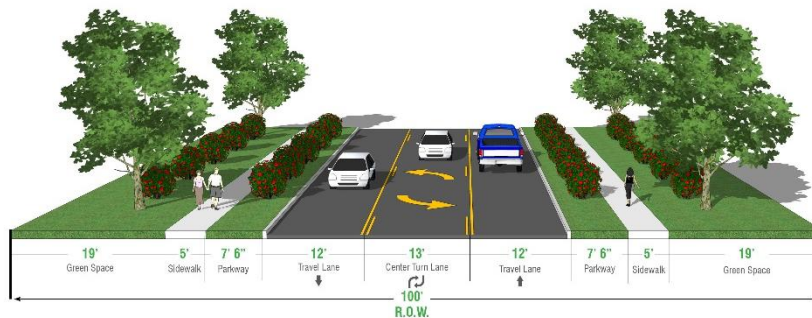 19' 5' 7' 6" 12' 13' 12' 7' 6" 5' 19'
Green Space Sidewalk Parkway Travel Lane Center Turn Lane Travel Lane Parkway Sidewalk Green Space
100'
R.O.W.